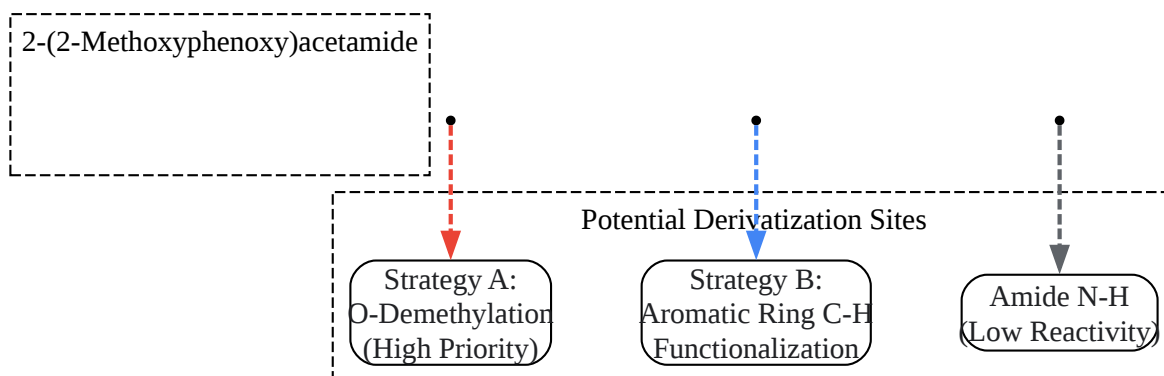 2-(2-Methoxyphenoxy)acetamide
Potential Derivatization Sites
Strategy A:
O-Demethylation
(High Priority)
Strategy B:
Aromatic Ring C-H
Functionalization
Amide N-H
(Low Reactivity)